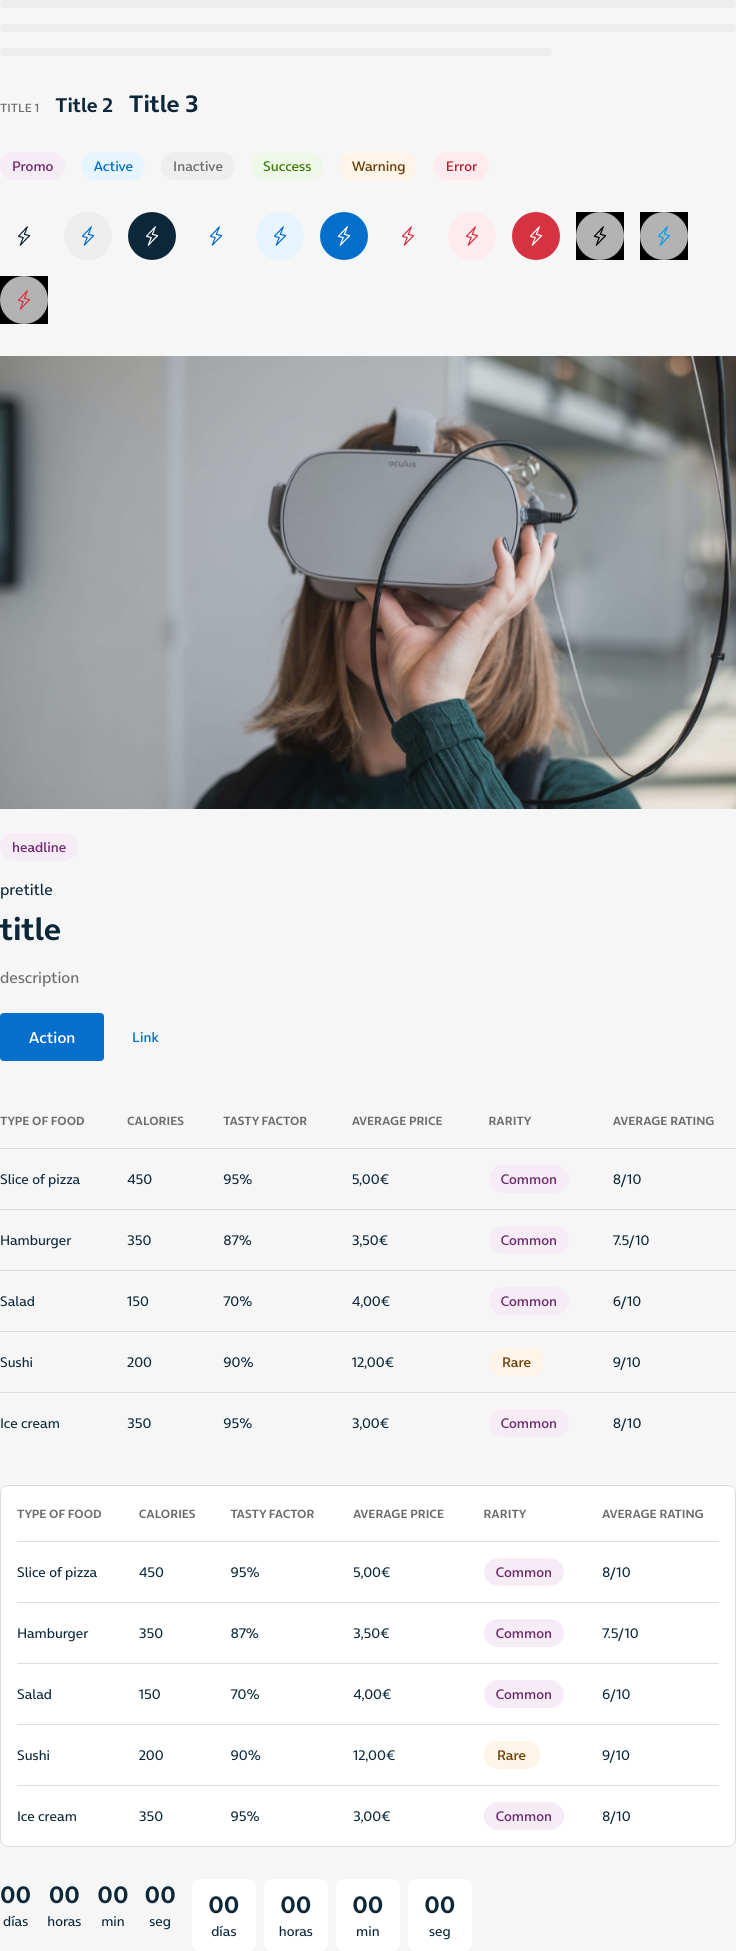 TITLE 1 Title 2 Title 3
Promo Active Inactive Success Warning Error
oculus
headline
pretitle
title
description
Action Link
TYPE OF FOOD CALORIES TASTY FACTOR AVERAGE PRICE RARITY AVERAGE RATING
Slice of pizza 450 95% 5,00€ Common 8/10
Hamburger 350 87% 3,50€ Common 7.5/10
Salad 150 70% 4,00€ Common 6/10
Sushi 200 90% 12,00€ Rare 9/10
Ice cream 350 95% 3,00€ Common 8/10
TYPE OF FOOD CALORIES TASTY FACTOR AVERAGE PRICE RARITY AVERAGE RATING
Slice of pizza 450 95% 5,00€ Common 8/10
Hamburger 350 87% 3,50€ Common 7.5/10
Salad 150 70% 4,00€ Common 6/10
Sushi 200 90% 12,00€ Rare 9/10
Ice cream 350 95% 3,00€ Common 8/10
00 00 00 00 00 00 00 00
días horas min seg días horas min seg